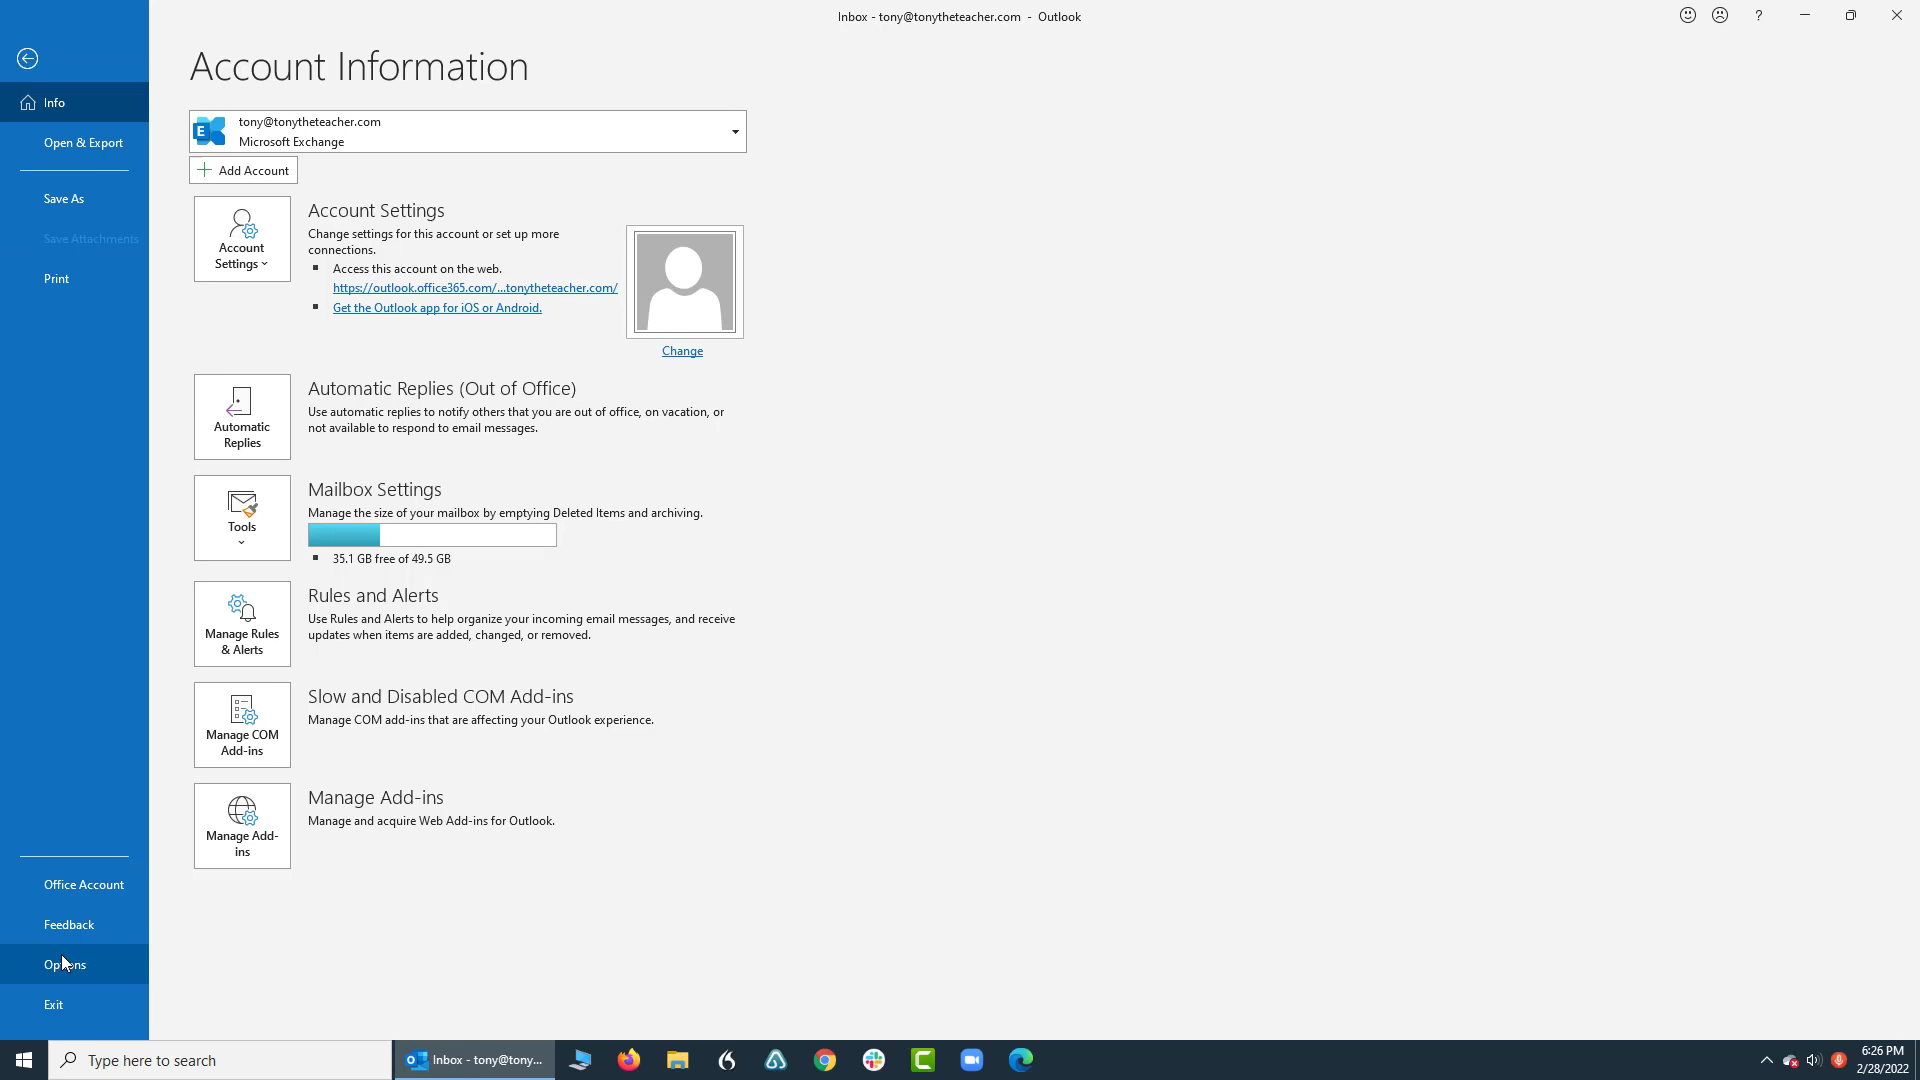 Inbox - tony@tonytheteacher.com - Outlook
?
Account Information
Info
Open & Export
Save As
Save Attachments
Print
Office Account
Feedback
Options
Exit
tony@tonytheteacher.com
Microsoft Exchange
Add Account
Account
Settings
Account Settings
Change settings for this account or set up more
connections.
Access this account on the web.
https://outlook.office365.com/...tonytheteacher.com/
Get the Outlook app for iOS or Android.
Change
Automatic
Replies
Automatic Replies (Out of Office)
Use automatic replies to notify others that you are out of office, on vacation, or
not available to respond to email messages.
Tools
Mailbox Settings
Manage the size of your mailbox by emptying Deleted Items and archiving.
35.1 GB free of 49.5 GB
Manage Rules
& Alerts
Rules and Alerts
Use Rules and Alerts to help organize your incoming email messages, and receive
updates when items are added, changed, or removed.
Manage COM
Add-ins
Slow and Disabled COM Add-ins
Manage COM add-ins that are affecting your Outlook experience.
Manage Add-
ins
Manage Add-ins
Manage and acquire Web Add-ins for Outlook.
Type here to search
Inbox - tony@tony...
6:26 PM
2/28/2022